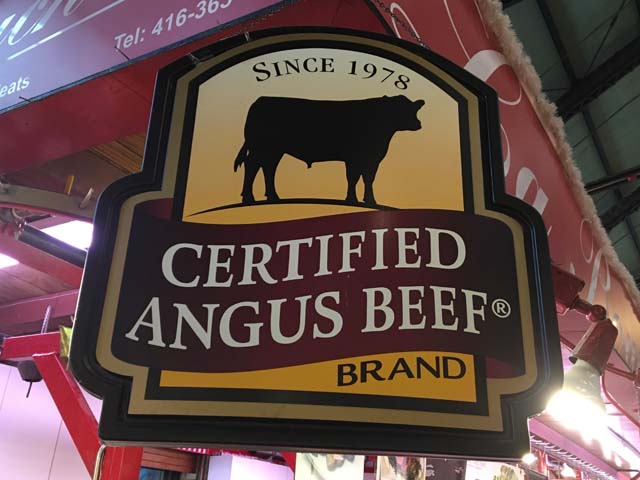 Tel: 416-363
eats
SINCE 1978
CERTIFIED
ANGUS BEEF®
BRAND